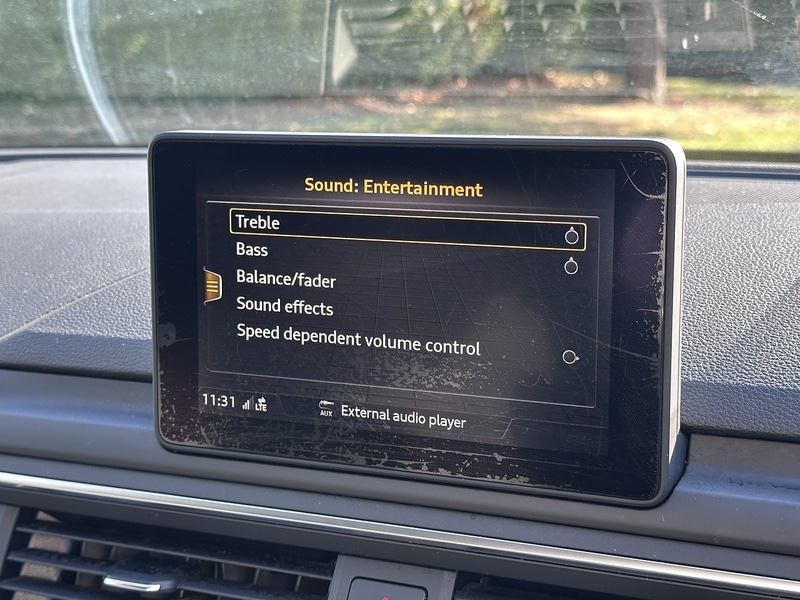 Sound: Entertainment
Treble
Bass
Balance/fader
Sound effects
Speed dependent volume control
11:31 LTE AUX External audio player